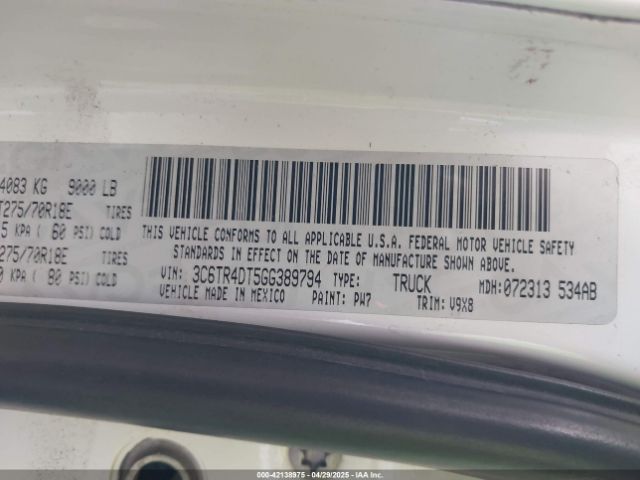 4083 KG 9000 LB
T275/70R18E TIRES
5 KPA ( 60 PSI) COLD
275/70R18E TIRES
0 KPA ( 80 PSI) COLD
THIS VEHICLE CONFORMS TO ALL APPLICABLE U.S.A. FEDERAL MOTOR VEHICLE SAFETY
STANDARDS IN EFFECT ON THE DATE OF MANUFACTURE SHOWN ABOVE.
VIN: 3C6TR4DT5GG389794 TYPE: TRUCK MDH: 072313 534AB
VEHICLE MADE IN MEXICO PAINT: PW7 TRIM: V9X8
000-42138975 - 04/29/2025 - IAAI.COM